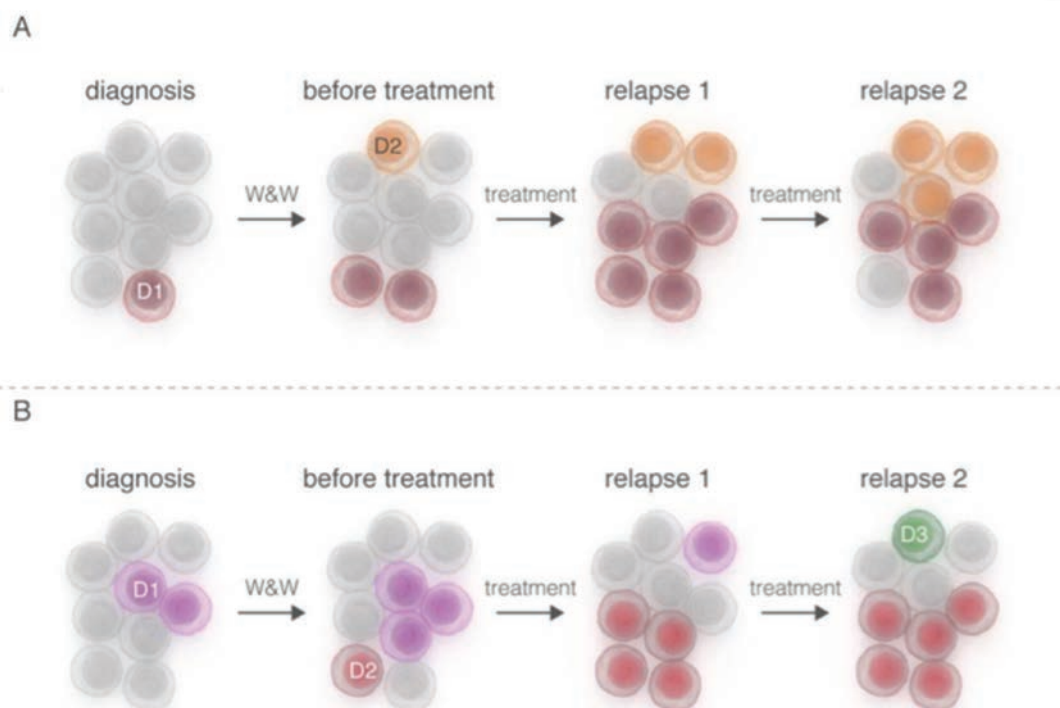 A
diagnosis before treatment relapse 1 relapse 2
D2
W&W treatment treatment
D1
B
diagnosis before treatment relapse 1 relapse 2
D3
D1 W&W treatment treatment
D2